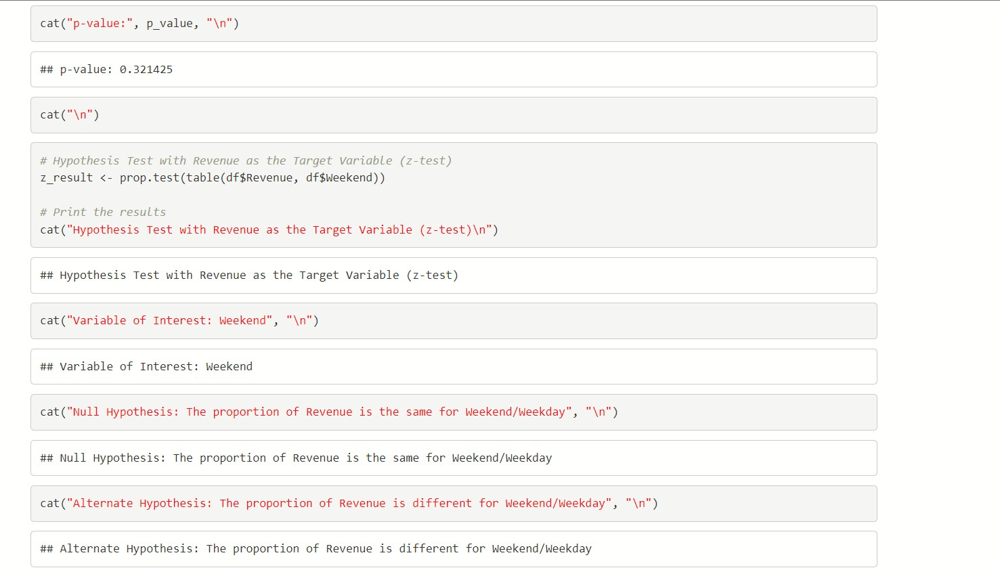 cat("p-value:", p_value, "\n")
## p-value: 0.321425
cat("\n")
# Hypothesis Test with Revenue as the Target Variable (z-test)
z_result <- prop.test(table(df$Revenue, df$Weekend))
# Print the results
cat("Hypothesis Test with Revenue as the Target Variable (z-test)\n")
## Hypothesis Test with Revenue as the Target Variable (z-test)
cat("Variable of Interest: Weekend", "\n")
## Variable of Interest: Weekend
cat("Null Hypothesis: The proportion of Revenue is the same for Weekend/Weekday", "\n")
## Null Hypothesis: The proportion of Revenue is the same for Weekend/Weekday
cat("Alternate Hypothesis: The proportion of Revenue is different for Weekend/Weekday", "\n")
## Alternate Hypothesis: The proportion of Revenue is different for Weekend/Weekday